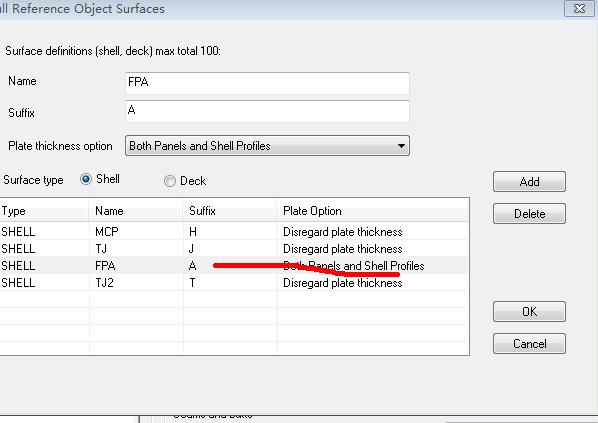 ll Reference Object Surfaces
Surface definitions (shell, deck) max total 100:
Name
FPA
Suffix
A
Plate thickness option
Both Panels and Shell Profiles
Surface type
Shell
Deck
Add
Delete
Type Name Suffix Plate Option
SHELL MCP H Disregard plate thickness
SHELL TJ J Disregard plate thickness
SHELL FPA A Both Panels and Shell Profiles
SHELL TJ2 T Disregard plate thickness
OK
Cancel